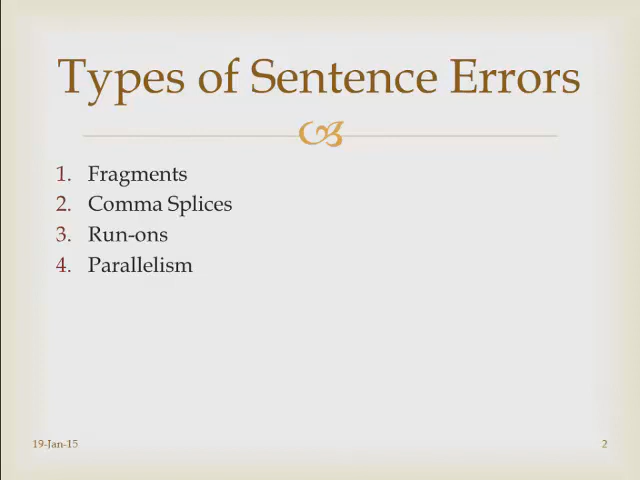 Types of Sentence Errors
1. Fragments
2. Comma Splices
3. Run-ons
4. Parallelism
19-Jan-15
2